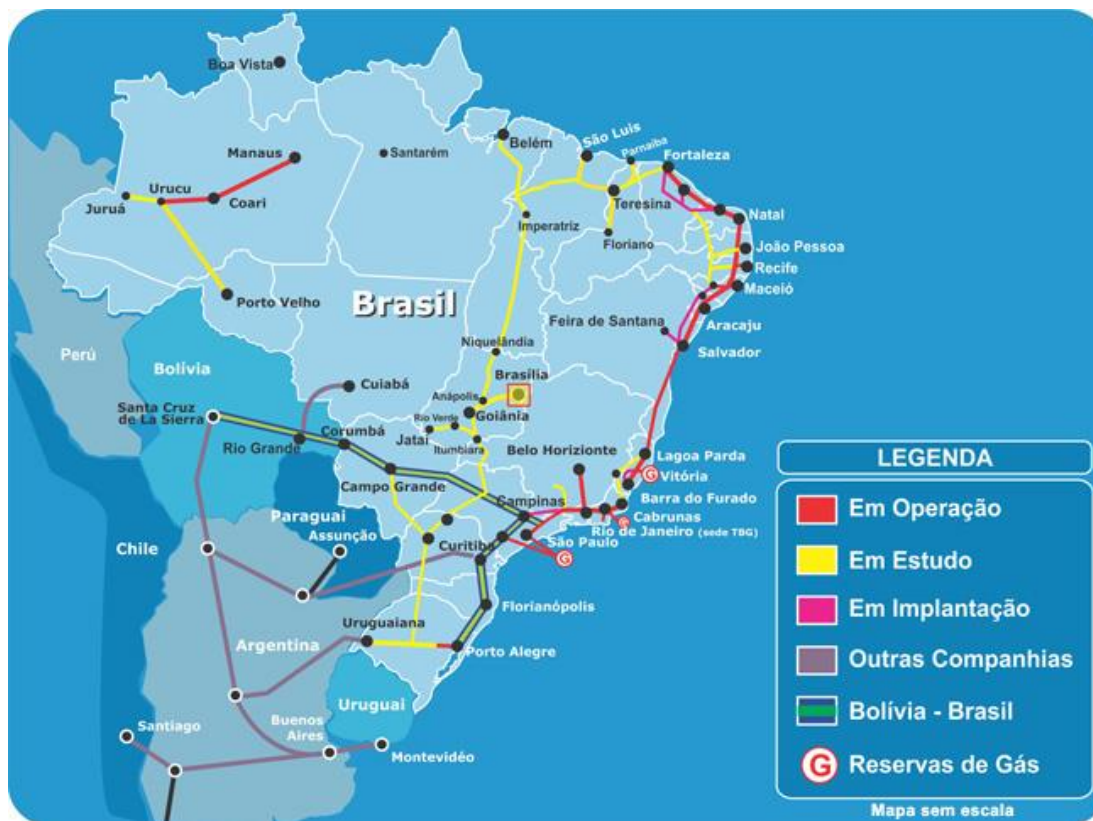 Boa Vista
Belém
São Luis
Parnaíba
Fortaleza
Manaus
Santarém
Urucu
Juruá
Coari
Teresina
Natal
Imperatriz
Floriano
João Pessoa
Recife
Porto Velho
Brasil
Maceió
Feira de Santana
Aracaju
Perú
Niquelândia
Salvador
Bolívia
Brasília
Cuiabá
Anápolis
Santa Cruz
de La Sierra
Rio Verde
Goiânia
Corumbá
Rio Grande
Jataí
Itumbiara
Belo Horizionte
Lagoa Parda
G
Vitória
Campo Grande
Campinas
Barra do Furado
Paraguai
Cabrunas
G
Rio de Janeiro (sede TBG)
Assunção
Chile
Curitiba
São Paulo
G
Florianópolis
Uruguaiana
Argentina
Porto Alegre
Uruguai
Santiago
Buenos
Aires
Montevidéo
LEGENDA
Em Operação
Em Estudo
Em Implantação
Outras Companhias
Bolívia - Brasil
G Reservas de Gás
Mapa sem escala